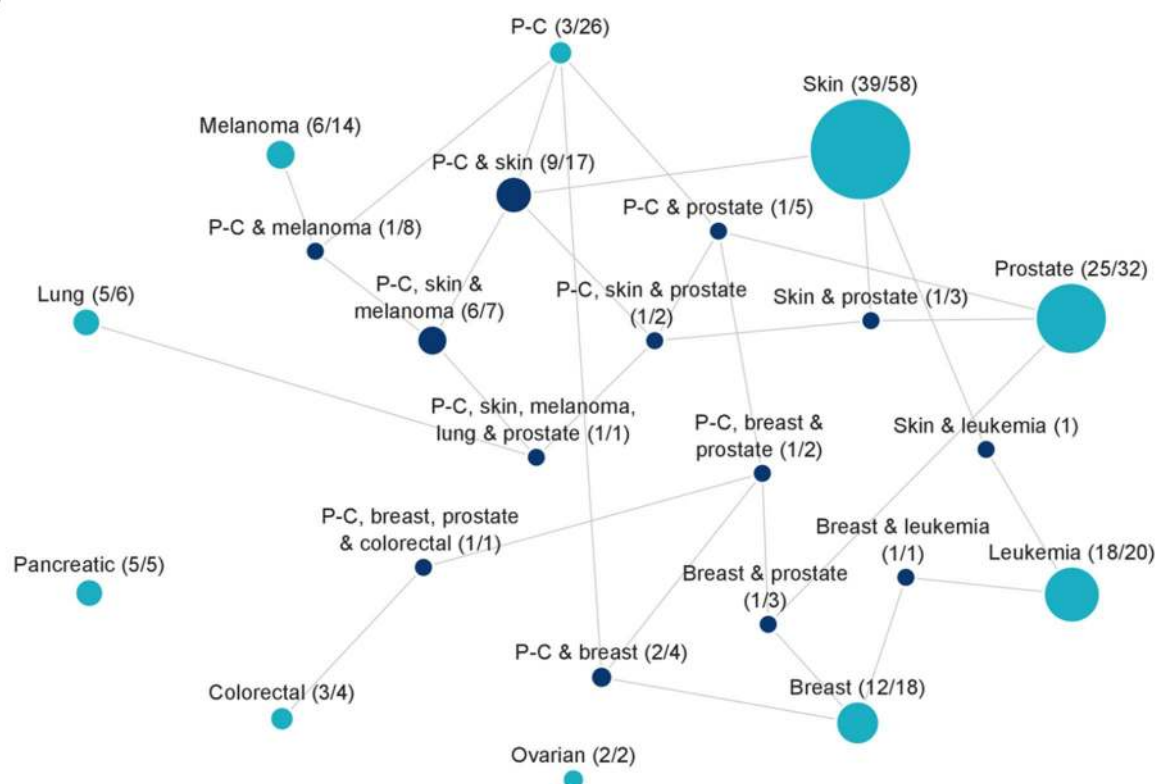 P-C (3/26)
Skin (39/58)
Melanoma (6/14)
P-C & skin (9/17)
P-C & prostate (1/5)
P-C & melanoma (1/8)
Prostate (25/32)
P-C, skin &
melanoma (6/7)
P-C, skin & prostate
(1/2)
Skin & prostate (1/3)
Lung (5/6)
P-C, skin, melanoma,
lung & prostate (1/1)
P-C, breast &
prostate (1/2)
Skin & leukemia (1)
P-C, breast, prostate
& colorectal (1/1)
Breast & leukemia
(1/1)
Leukemia (18/20)
Pancreatic (5/5)
Breast & prostate
(1/3)
P-C & breast (2/4)
Colorectal (3/4)
Breast (12/18)
Ovarian (2/2)